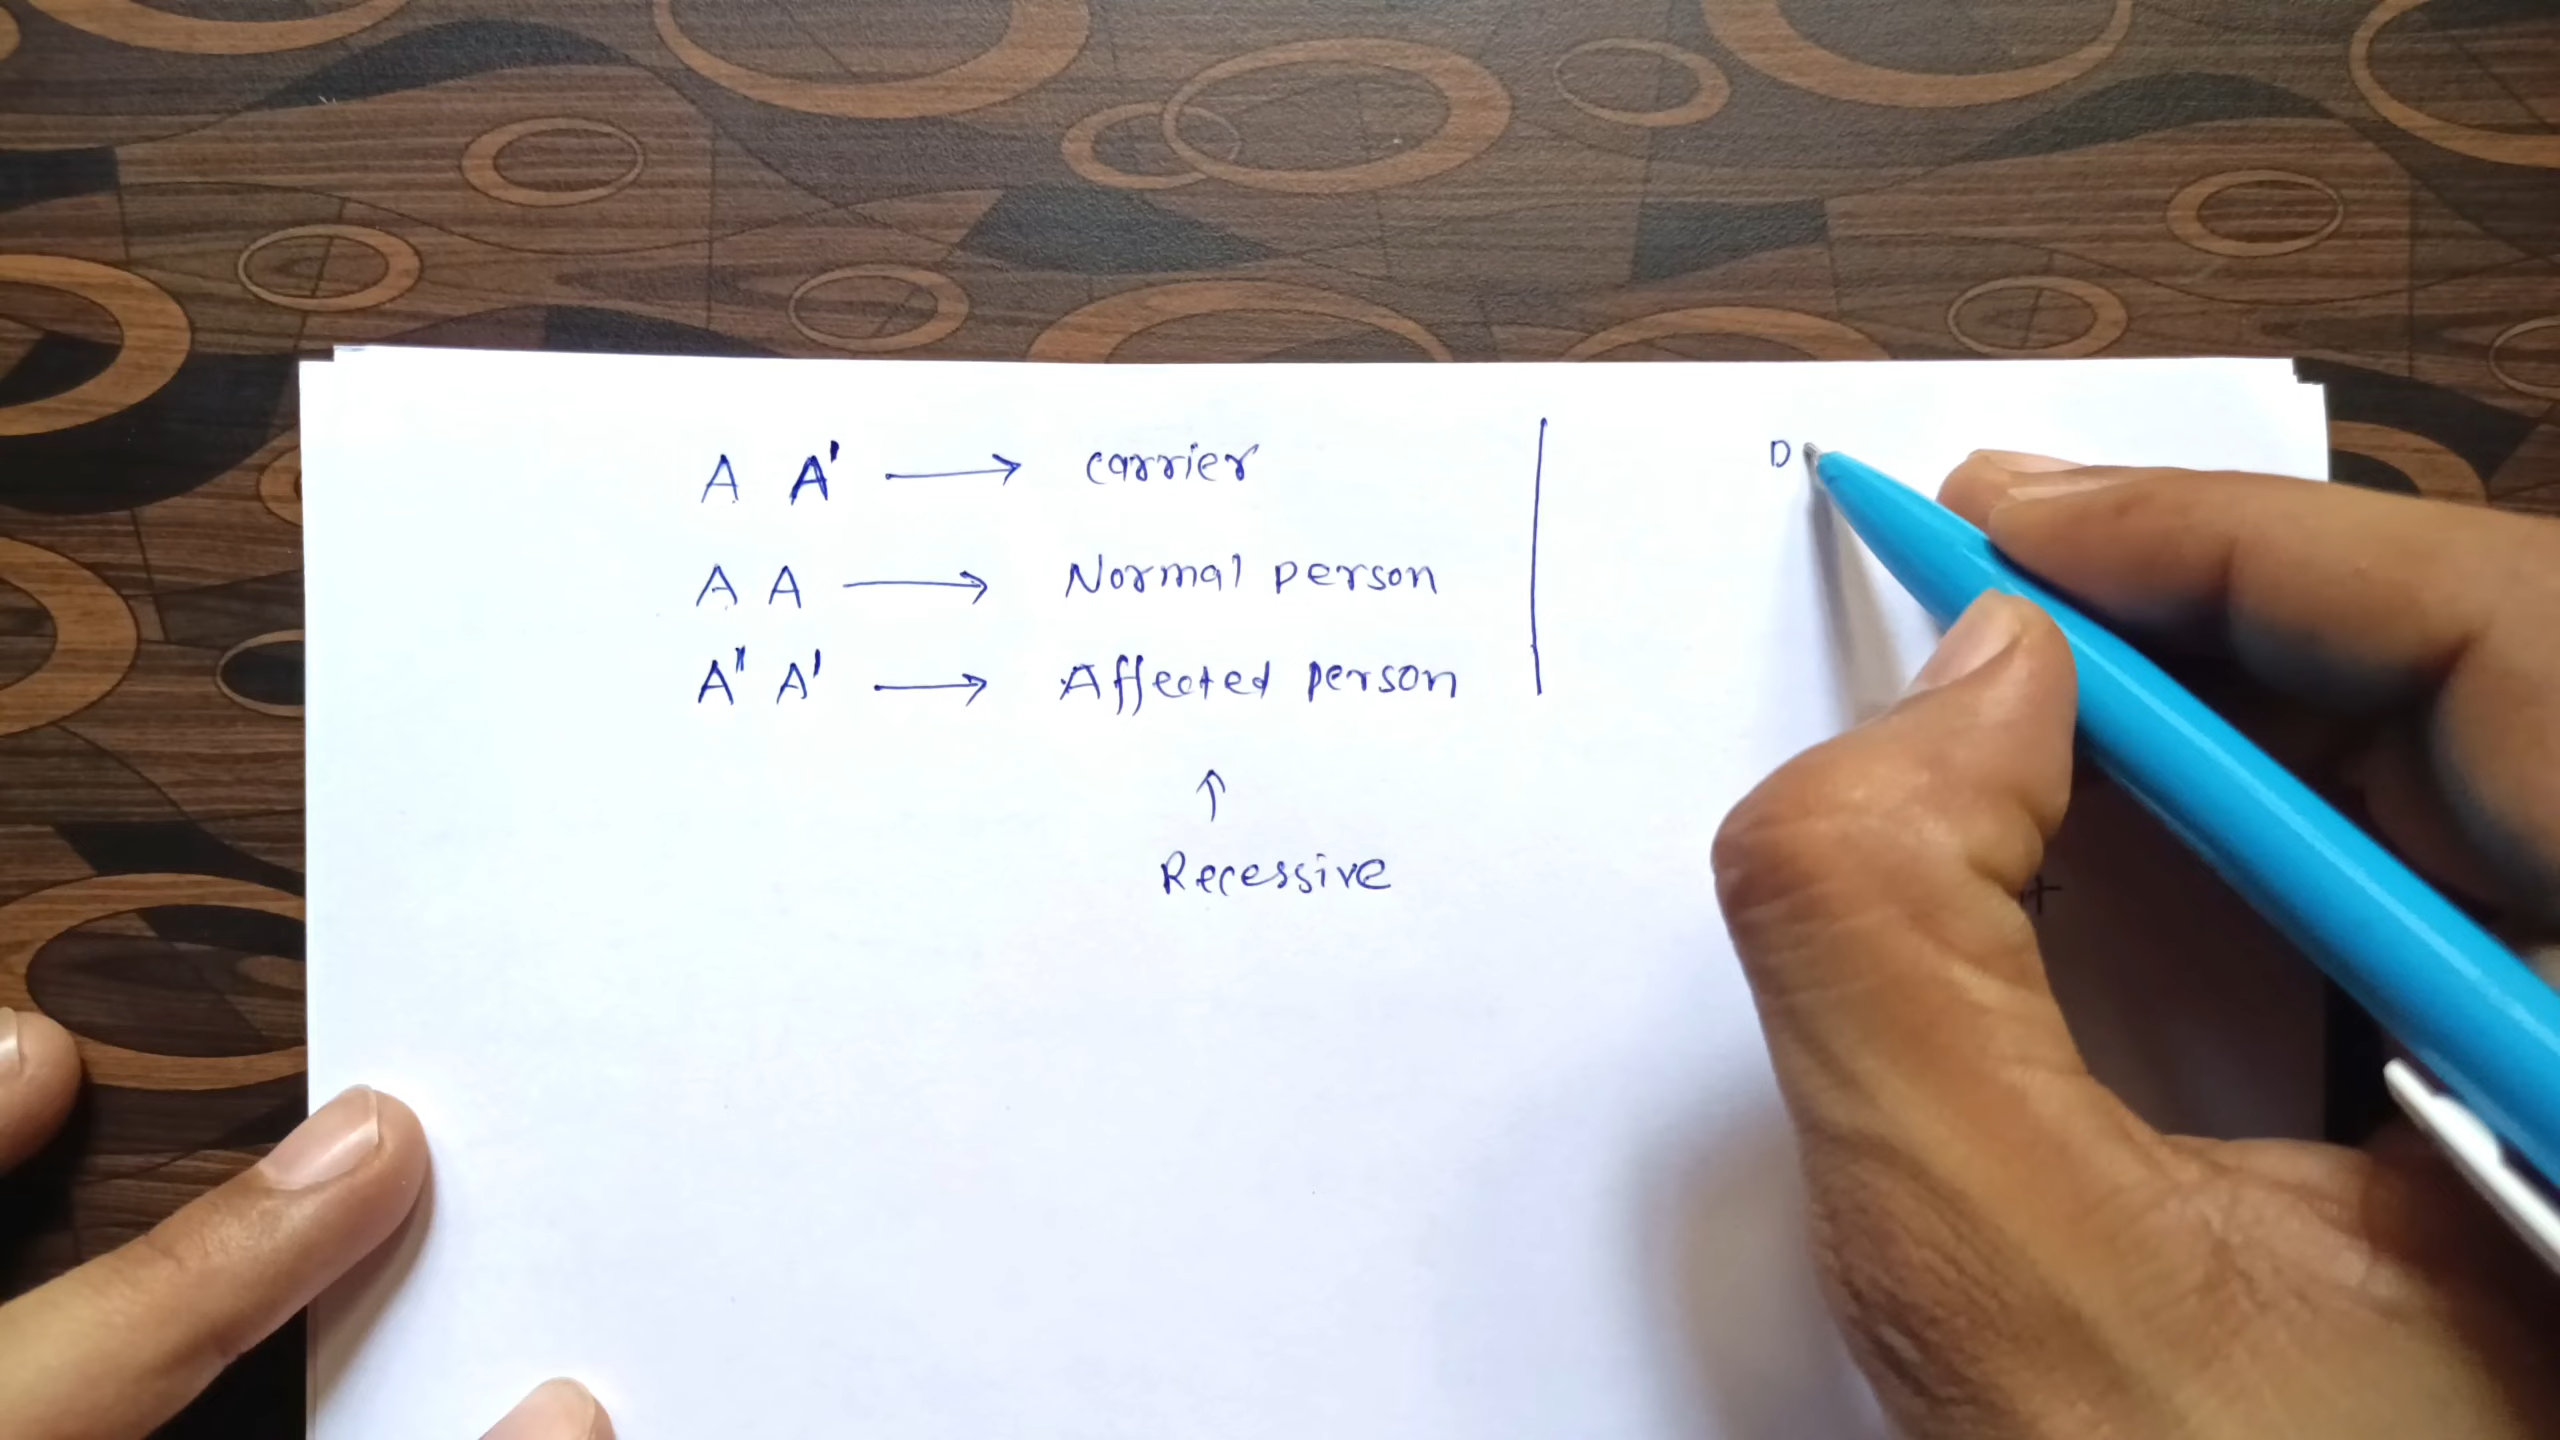 A A' → carrier
A A → Normal person
A" A' → Affected person
↑
Recessive
D